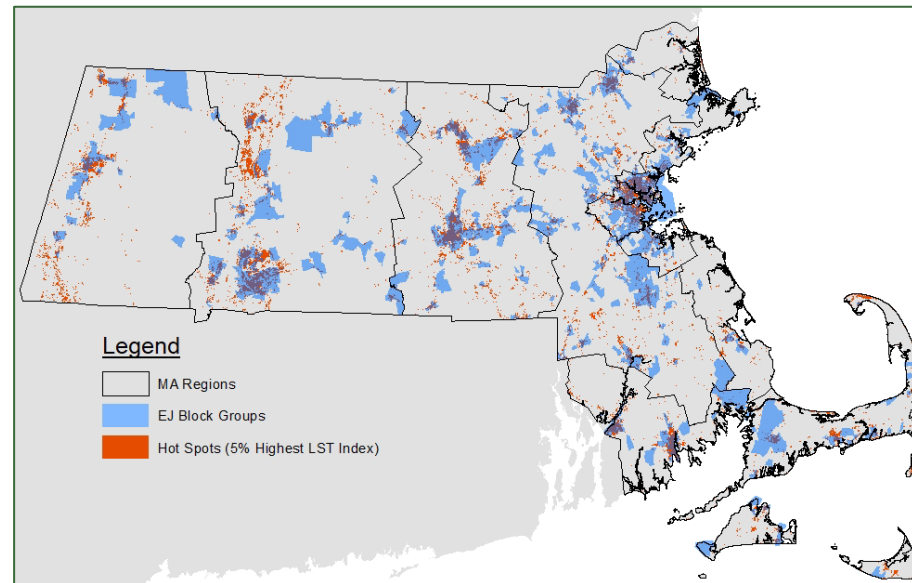 Legend
MA Regions
EJ Block Groups
Hot Spots (5% Highest LST Index)